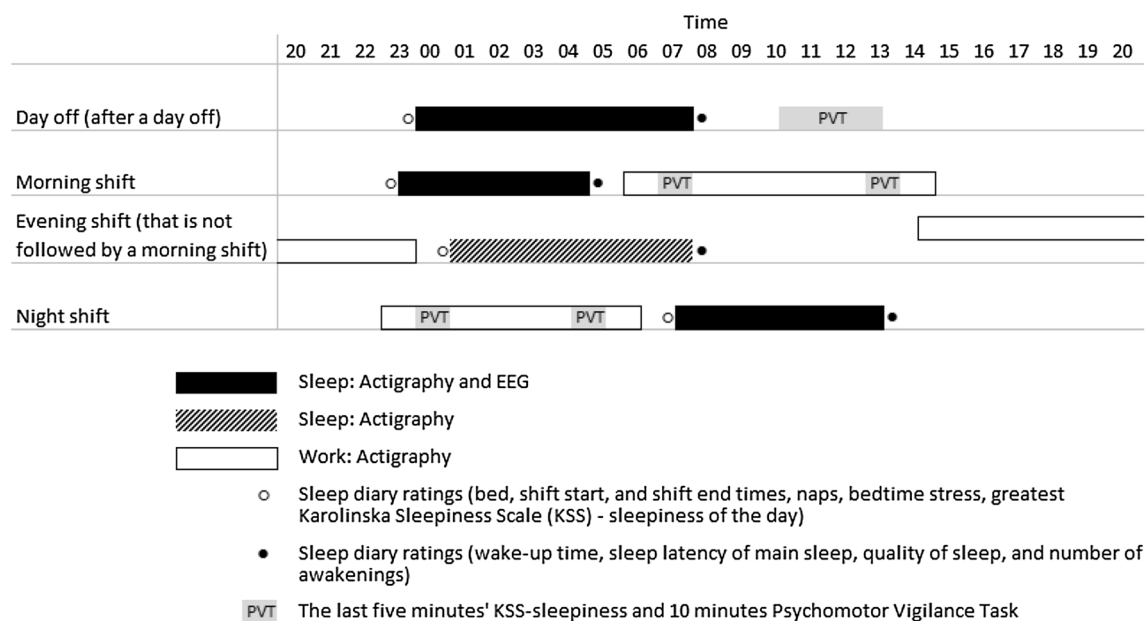 Time
20 21 22 23 00 01 02 03 04 05 06 07 08 09 10 11 12 13 14 15 16 17 18 19 20
Day off (after a day off)
PVT
Morning shift
PVT PVT
Evening shift (that is not
followed by a morning shift)
Night shift
PVT PVT
Sleep: Actigraphy and EEG
Sleep: Actigraphy
Work: Actigraphy
Sleep diary ratings (bed, shift start, and shift end times, naps, bedtime stress, greatest
Karolinska Sleepiness Scale (KSS) - sleepiness of the day)
Sleep diary ratings (wake-up time, sleep latency of main sleep, quality of sleep, and number of
awakenings)
PVT The last five minutes' KSS-sleepiness and 10 minutes Psychomotor Vigilance Task